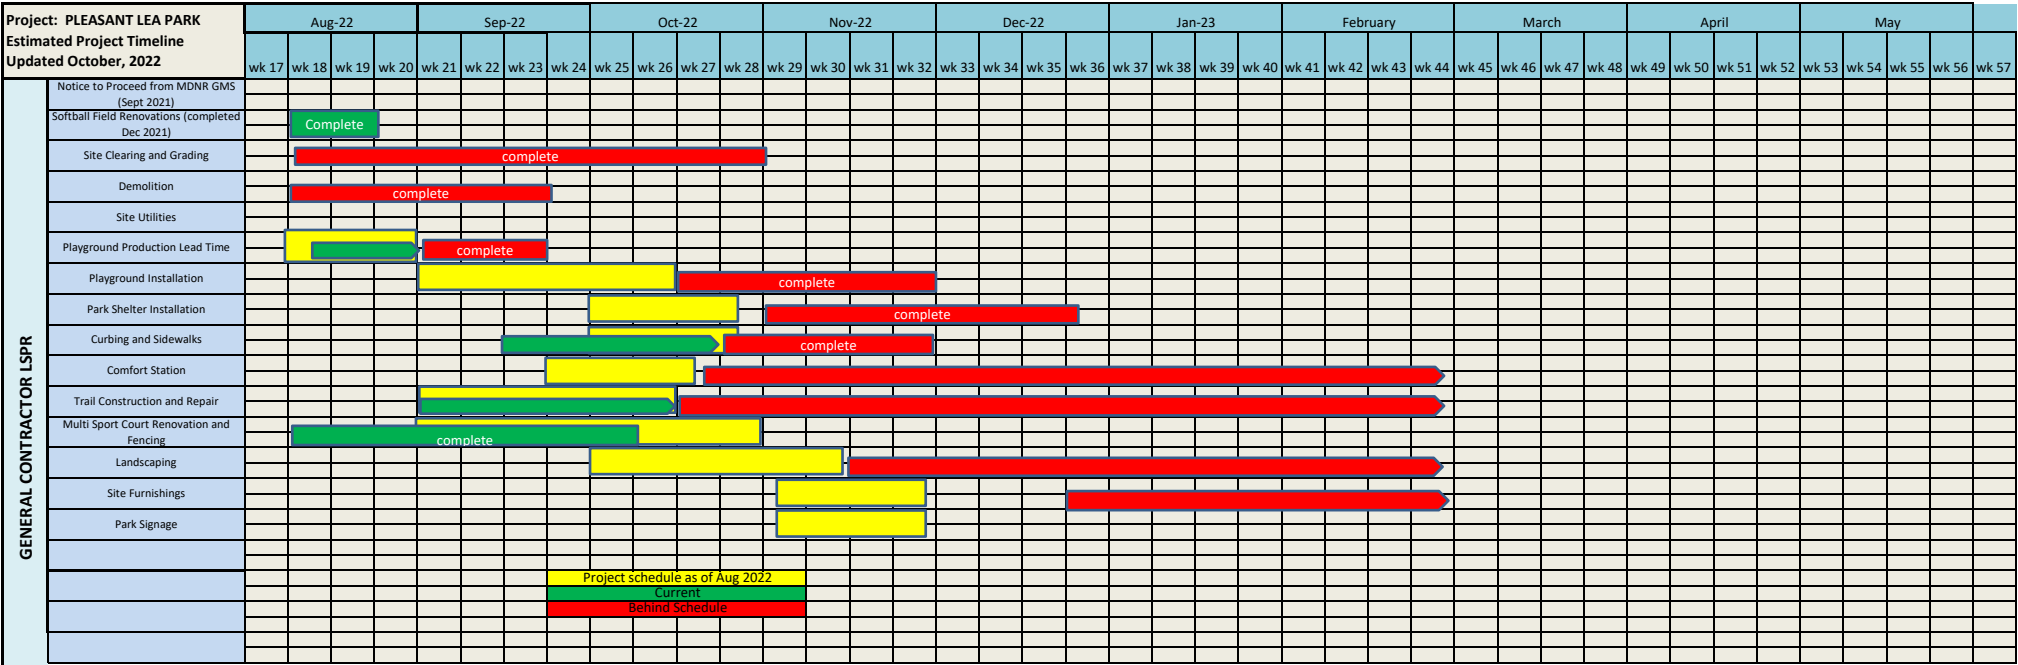 Project: PLEASANT LEA PARK
Estimated Project Timeline
Updated October, 2022
Aug-22 Sep-22 Oct-22 Nov-22 Dec-22 Jan-23 February March April May
wk 17 wk 18 wk 19 wk 20 wk 21 wk 22 wk 23 wk 24 wk 25 wk 26 wk 27 wk 28 wk 29 wk 30 wk 31 wk 32 wk 33 wk 34 wk 35 wk 36 wk 37 wk 38 wk 39 wk 40 wk 41 wk 42 wk 43 wk 44 wk 45 wk 46 wk 47 wk 48 wk 49 wk 50 wk 51 wk 52 wk 53 wk 54 wk 55 wk 56 wk 57
GENERAL CONTRACTOR LSPR
Notice to Proceed from MDNR GMS
(Sept 2021)
Softball Field Renovations (completed
Dec 2021)
Complete
Site Clearing and Grading
complete
Demolition
complete
Site Utilities
Playground Production Lead Time
complete
Playground Installation
complete
Park Shelter Installation
complete
Curbing and Sidewalks
complete
Comfort Station
Trail Construction and Repair
Multi Sport Court Renovation and
Fencing
complete
Landscaping
Site Furnishings
Park Signage
Project schedule as of Aug 2022
Current
Behind Schedule